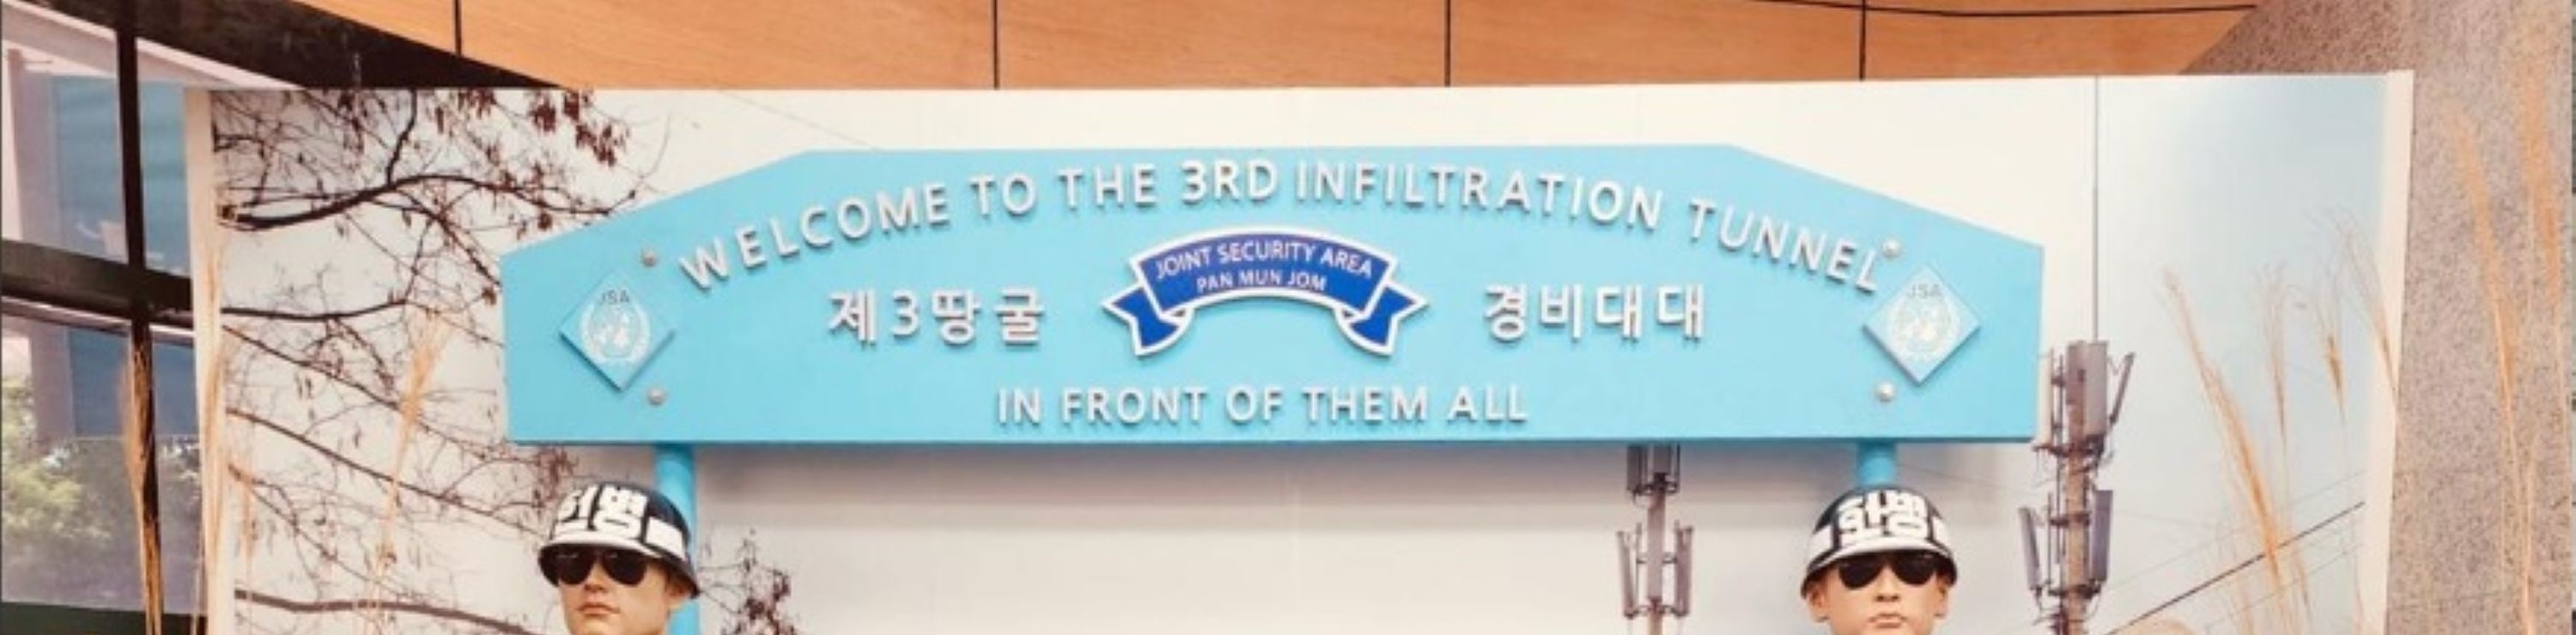 WELCOME TO THE 3RD INFILTRATION TUNNEL
JSA
제3땅굴
JOINT SECURITY AREA
PAN MUN JOM
경비대대
JSA
IN FRONT OF THEM ALL
헌병
헌병